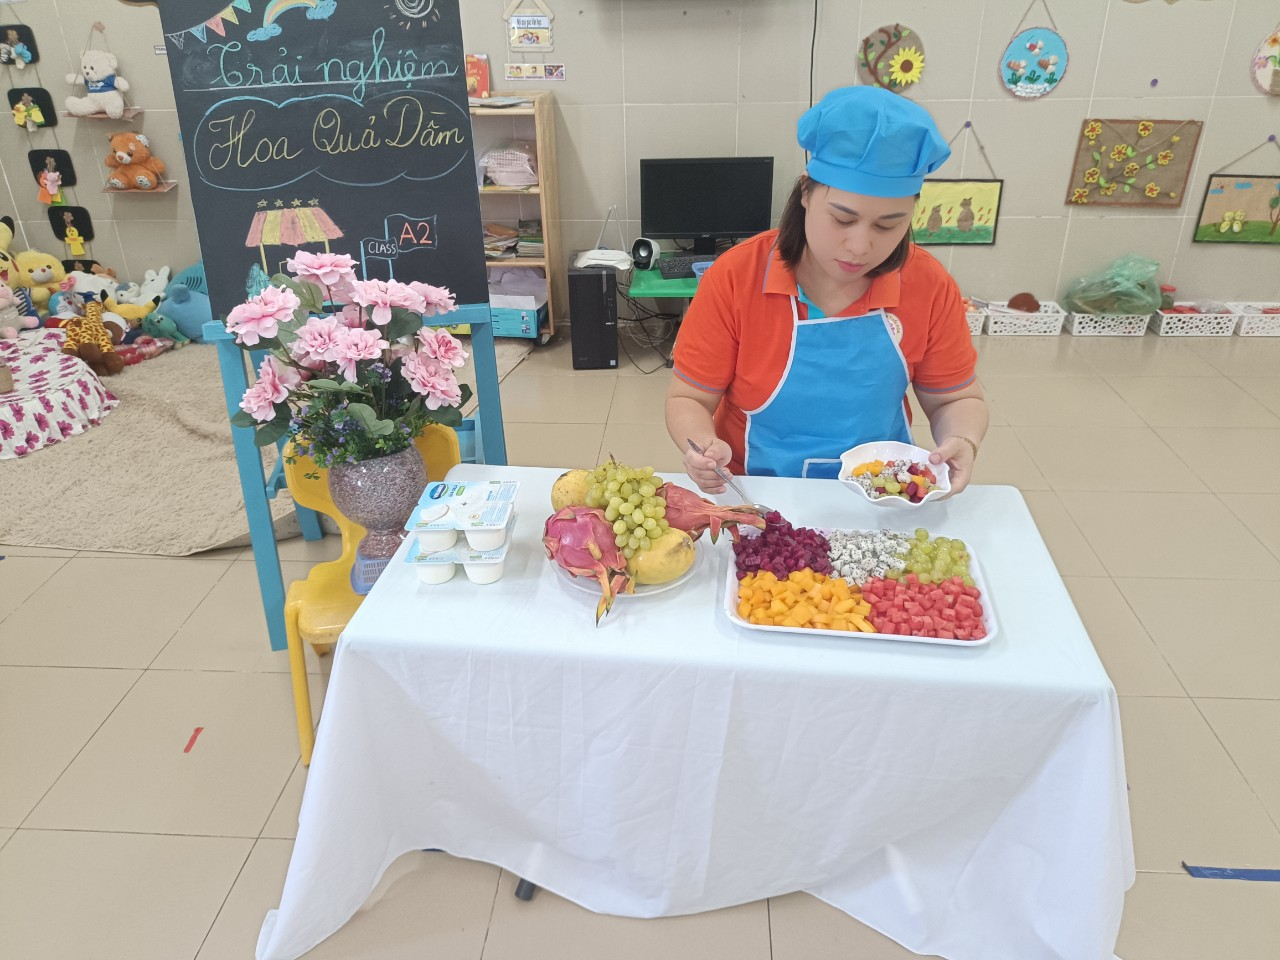 Trải nghiệm
Hoa Quả Dầm
CLASS
A2